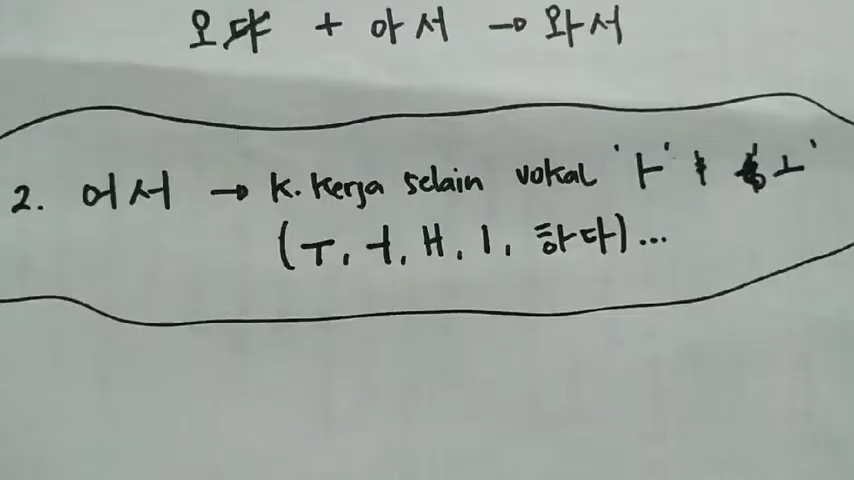 오다 + 아서 → 와서
2. 어서 → K. Kerja selain vokal 'ㅏ' & ㅗ'
(ㅜ, ㅓ, ㅐ, ㅣ, 하다)...